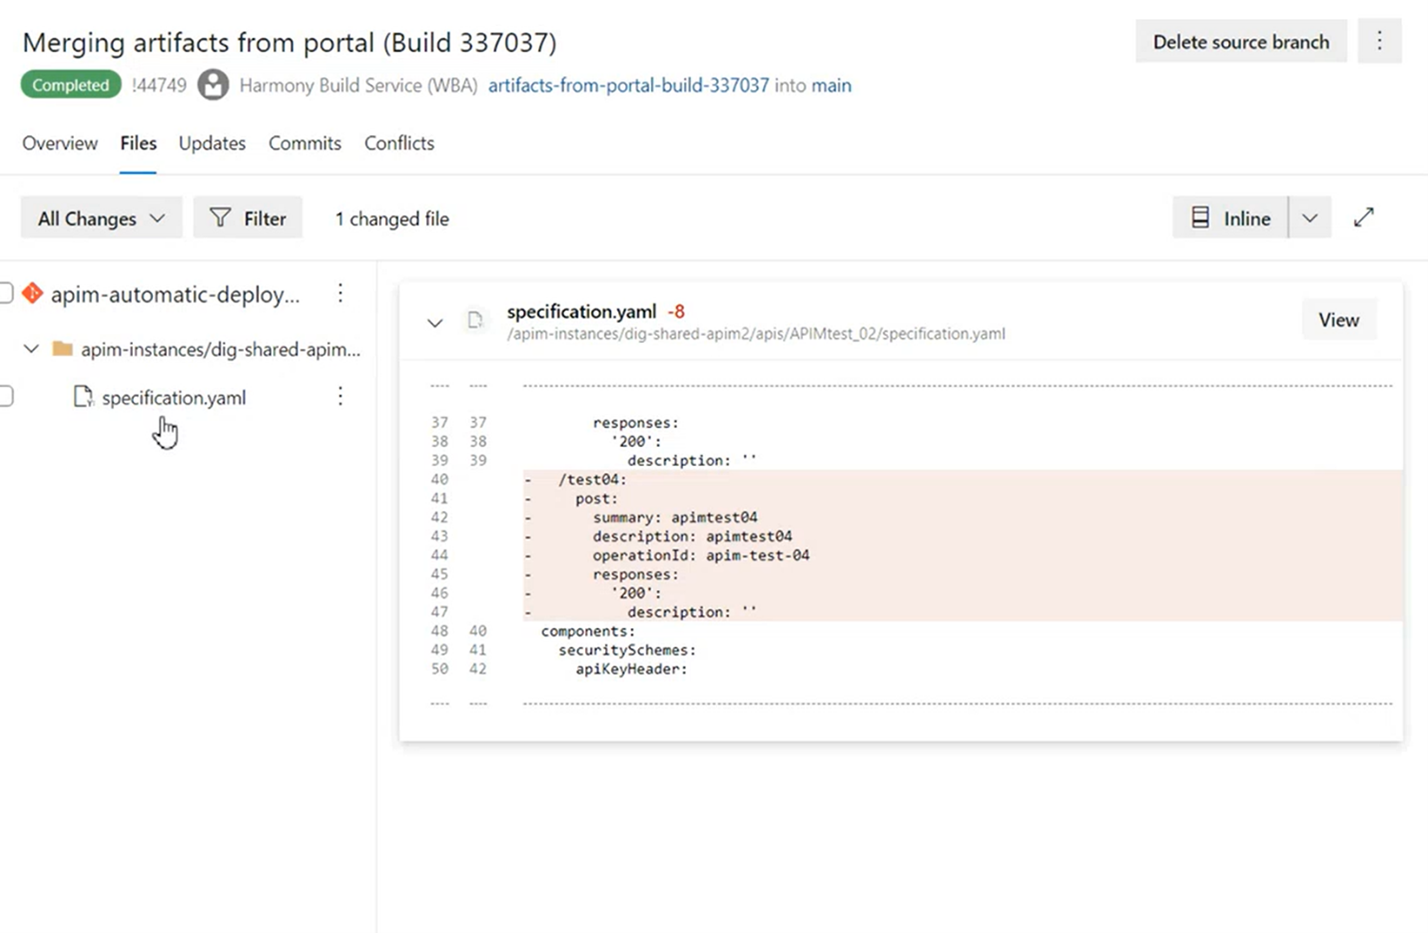 Merging artifacts from portal (Build 337037)
Delete source branch
Completed !44749 Harmony Build Service (WBA) artifacts-from-portal-build-337037 into main
Overview Files Updates Commits Conflicts
All Changes Filter 1 changed file Inline
apim-automatic-deploy...
apim-instances/dig-shared-apim...
specification.yaml
specification.yaml -8
/apim-instances/dig-shared-apim2/apis/APIMtest_02/specification.yaml
View
37 37 responses:
38 38 '200':
39 39 description: ''
40 - /test04:
41 - post:
42 - summary: apimtest04
43 - description: apimtest04
44 - operationId: apim-test-04
45 - responses:
46 - '200':
47 - description: ''
48 40 components:
49 41 securitySchemes:
50 42 apiKeyHeader: